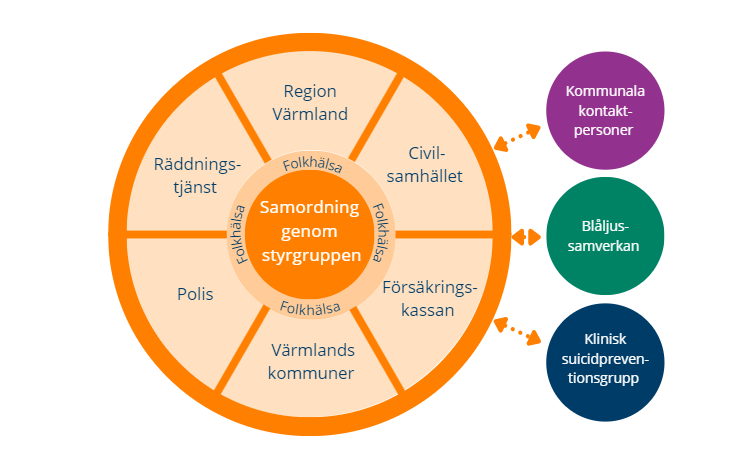 Region
Värmland
Civil-
samhället
Försäkrings-
kassan
Värmlands
kommuner
Polis
Räddnings-
tjänst
Folkhälsa
Folkhälsa
Folkhälsa
Folkhälsa
Samordning
genom
styrgruppen
Kommunala
kontakt-
personer
Blåljus-
samverkan
Klinisk
suicidpreven-
tionsgrupp